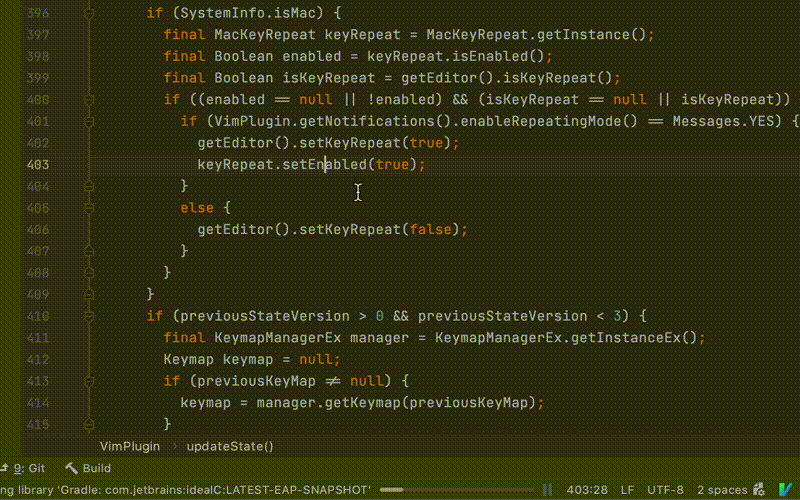 396 if (SystemInfo.isMac) {
397 final MacKeyRepeat keyRepeat = MacKeyRepeat.getInstance();
398 final Boolean enabled = keyRepeat.isEnabled();
399 final Boolean isKeyRepeat = getEditor().isKeyRepeat();
400 if ((enabled == null || !enabled) && (isKeyRepeat == null || isKeyRepeat))
401 if (VimPlugin.getNotifications().enableRepeatingMode() == Messages.YES) {
402 getEditor().setKeyRepeat(true);
403 keyRepeat.setEnabled(true);
404 }
405 else {
406 getEditor().setKeyRepeat(false);
407 }
408 }
409 }
410 if (previousStateVersion > 0 && previousStateVersion < 3) {
411 final KeymapManagerEx manager = KeymapManagerEx.getInstanceEx();
412 Keymap keymap = null;
413 if (previousKeyMap ≠ null) {
414 keymap = manager.getKeymap(previousKeyMap);
415 }
VimPlugin > updateState()
9: Git Build
ng library 'Gradle: com.jetbrains:ideaIC:LATEST-EAP-SNAPSHOT' 403:28 LF UTF-8 2 spaces